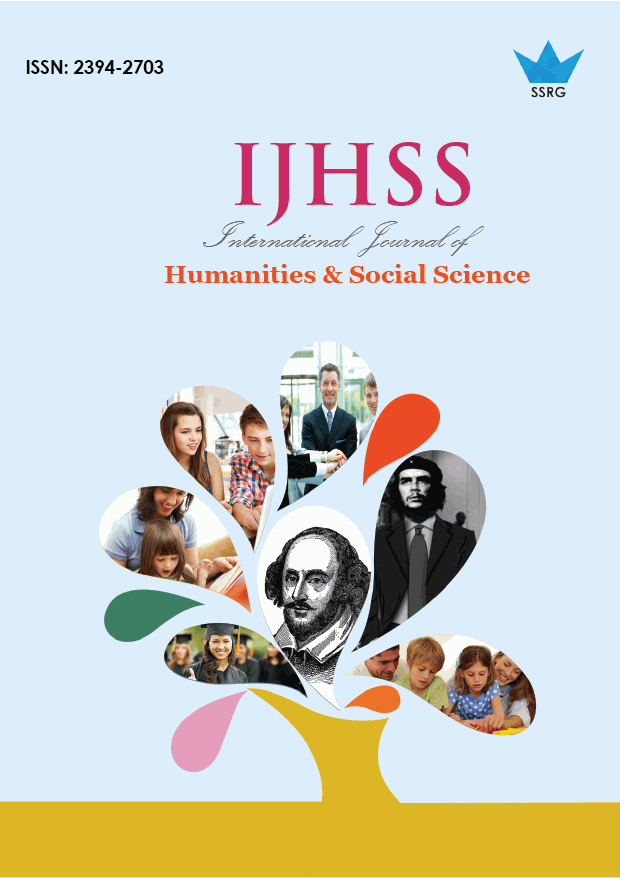 ISSN: 2394-2703
SSRG
IJHSS
International Journal of
Humanities & Social Science